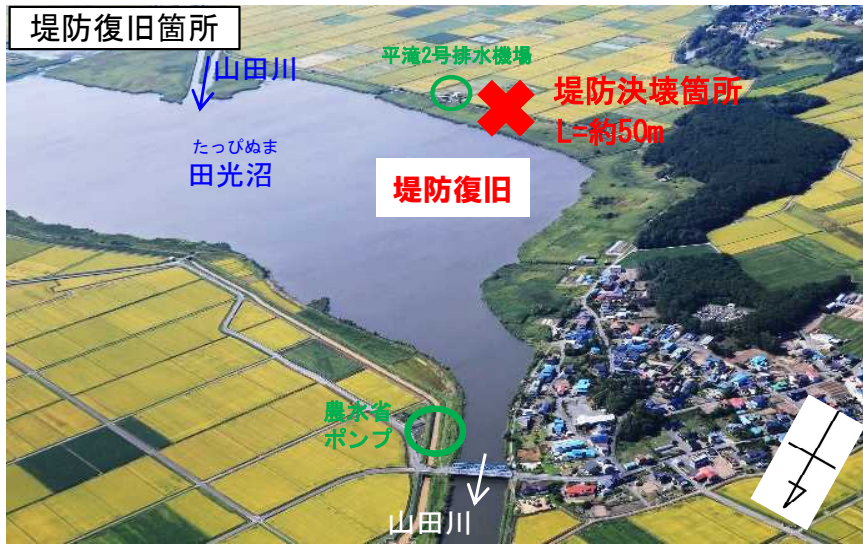 堤防復旧箇所
山田川
平滝2号排水機場
堤防決壊箇所
L=約50m
たっぴぬま
田光沼
堤防復旧
農水省
ポンプ
山田川